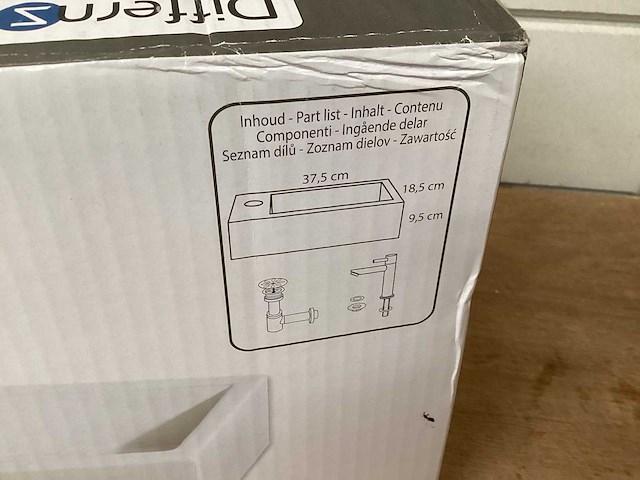 Differnz
Inhoud - Part list - Inhalt - Contenu
Componenti - Ingående delar
Seznam dílů - Zoznam dielov - Zawartość
37,5 cm
18,5 cm
9,5 cm